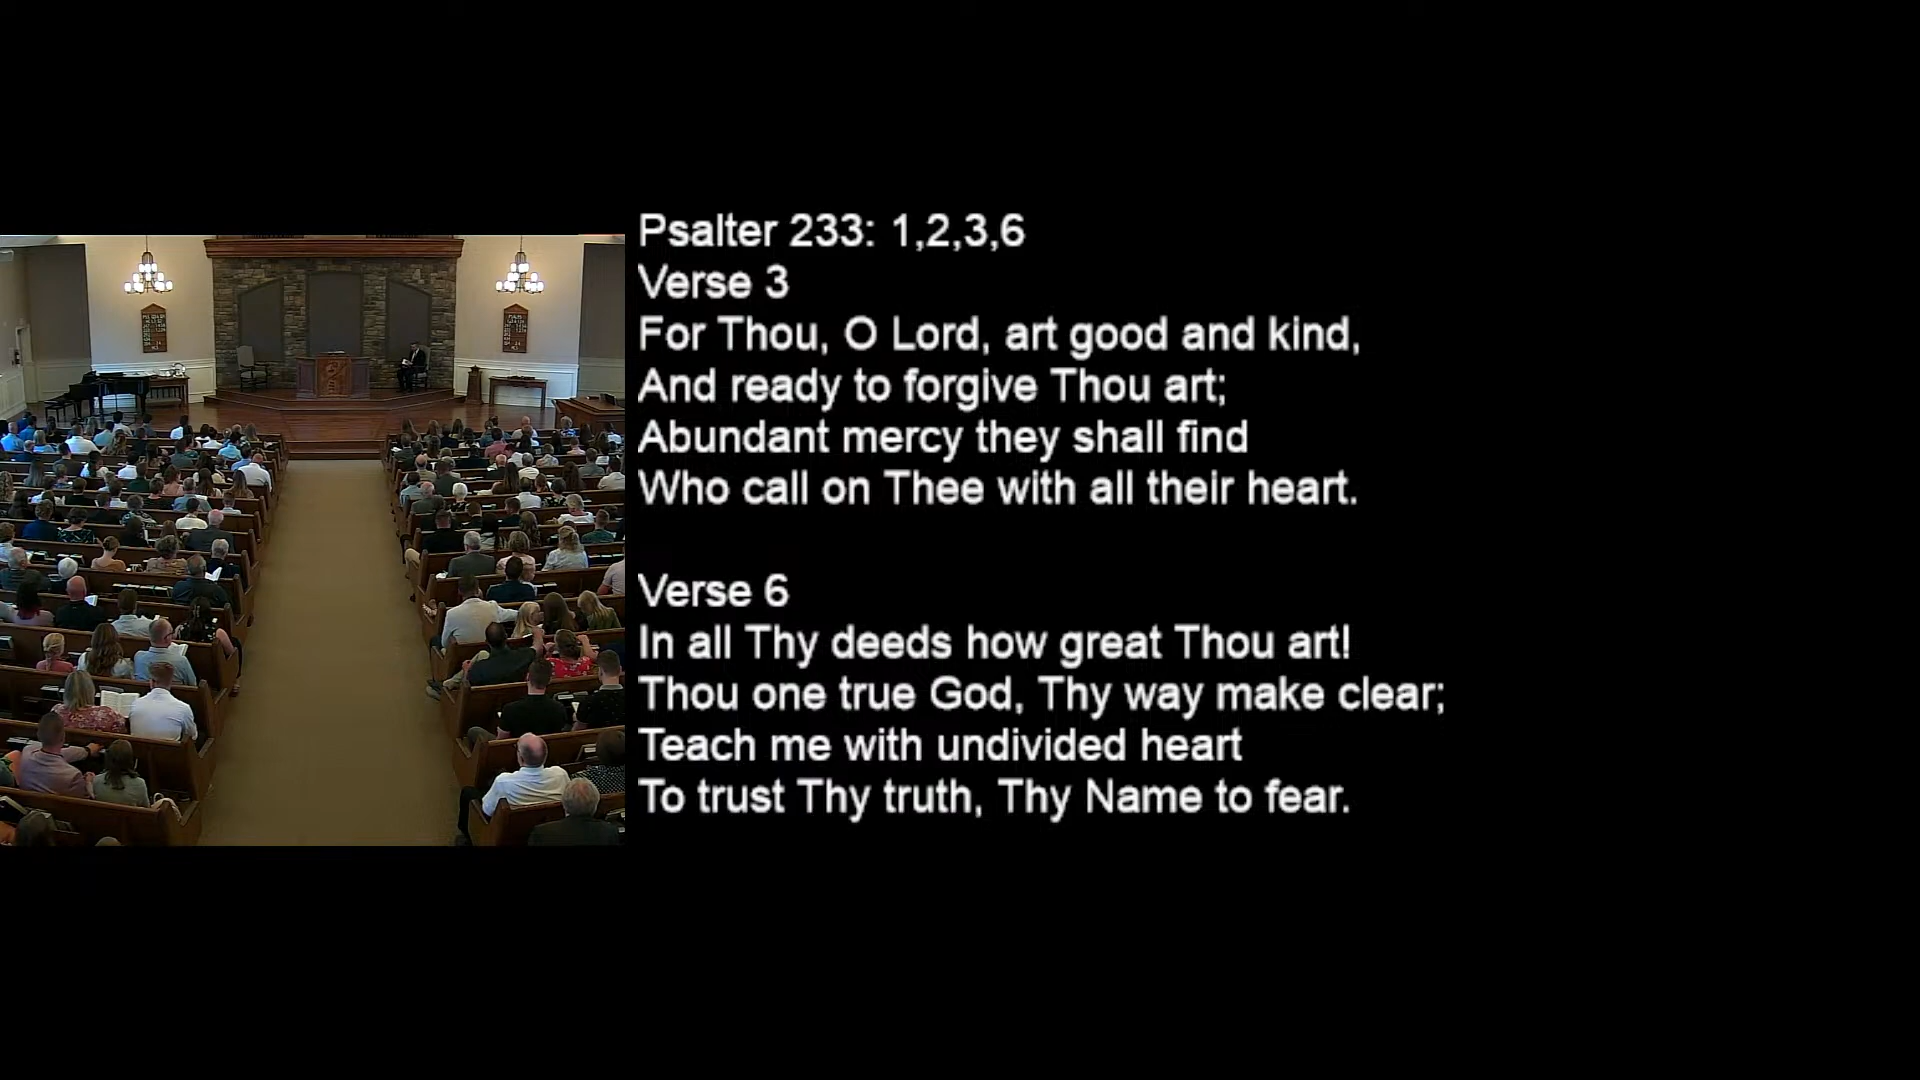 Psalter 233: 1,2,3,6
Verse 3
For Thou, O Lord, art good and kind,
And ready to forgive Thou art;
Abundant mercy they shall find
Who call on Thee with all their heart.
Verse 6
In all Thy deeds how great Thou art!
Thou one true God, Thy way make clear;
Teach me with undivided heart
To trust Thy truth, Thy Name to fear.